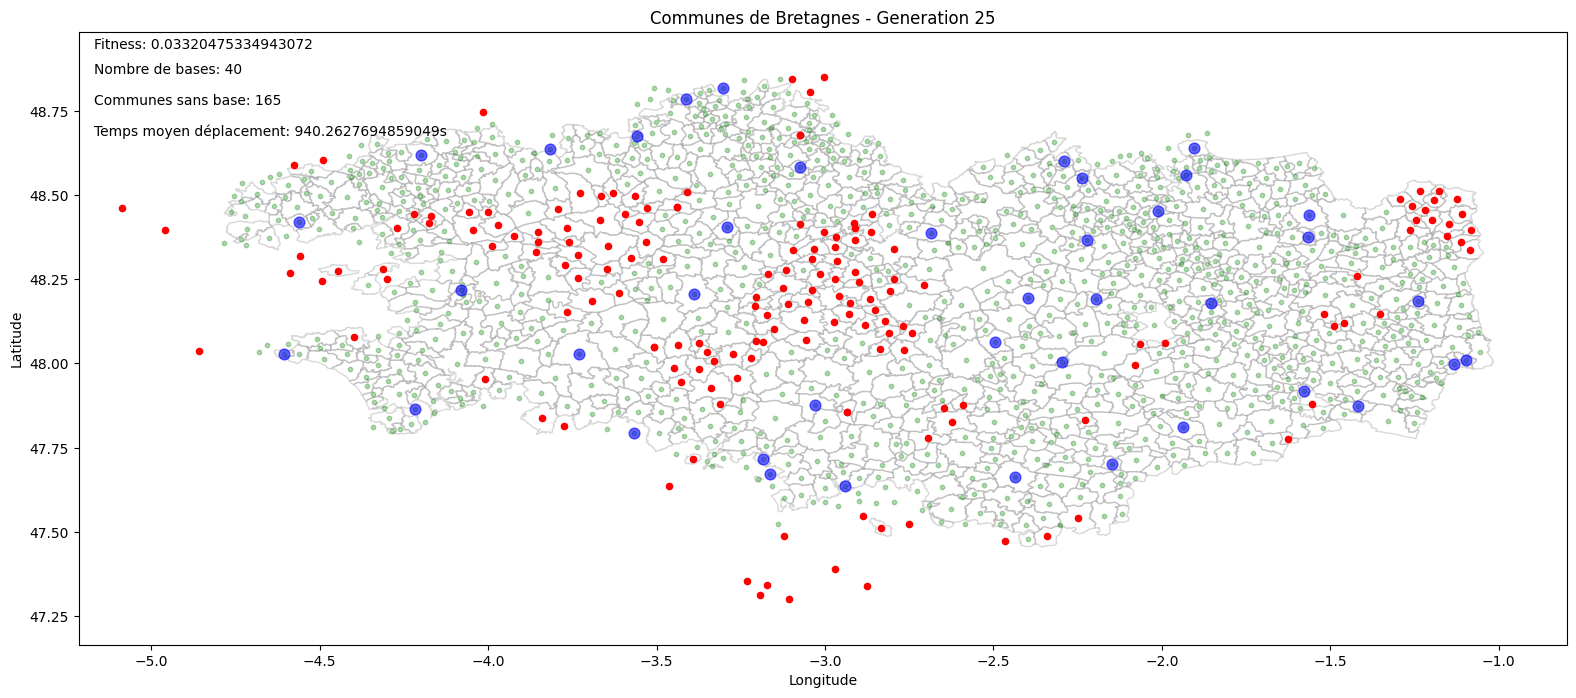 Communes de Bretagnes - Generation 25
Fitness: 0.03320475334943072
Nombre de bases: 40
Communes sans base: 165
Temps moyen déplacement: 940.2627694859049s
Latitude
48.75
48.50
48.25
48.00
47.75
47.50
47.25
−5.0 −4.5 −4.0 −3.5 −3.0 −2.5 −2.0 −1.5 −1.0
Longitude